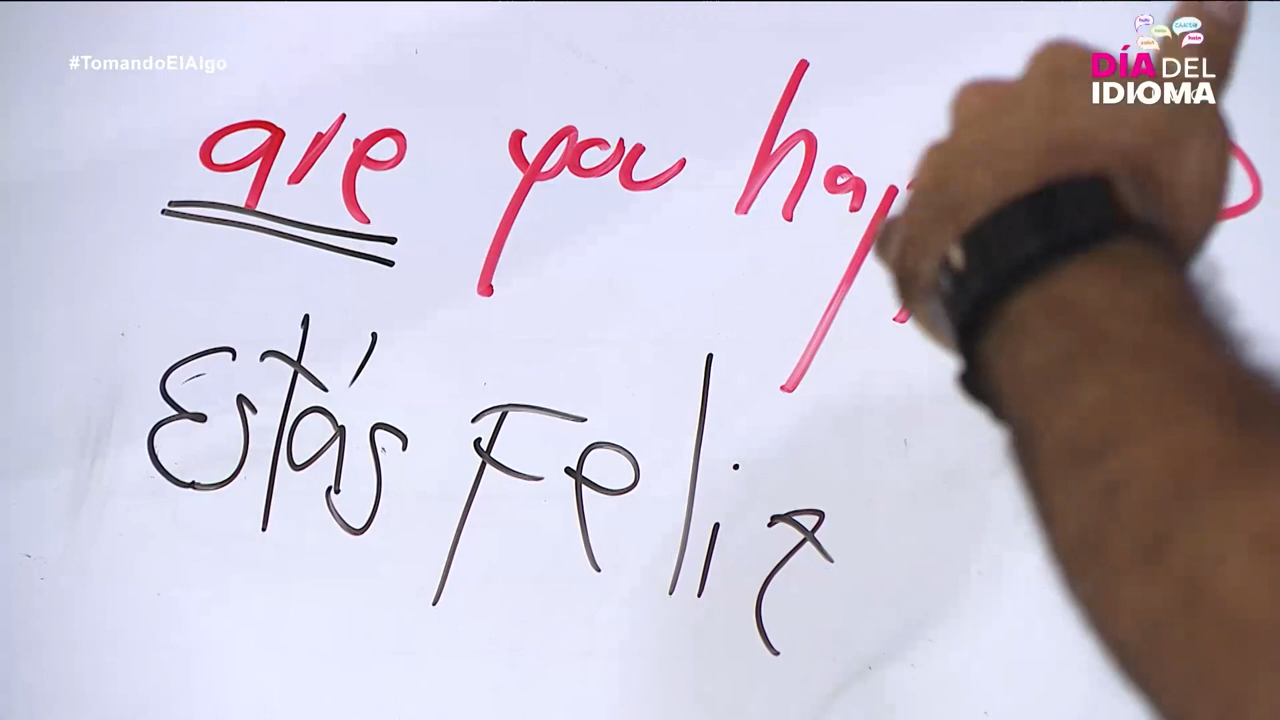 #TomandoElAlgo
DÍA DEL
IDIOMA
are you
Estás Feliz